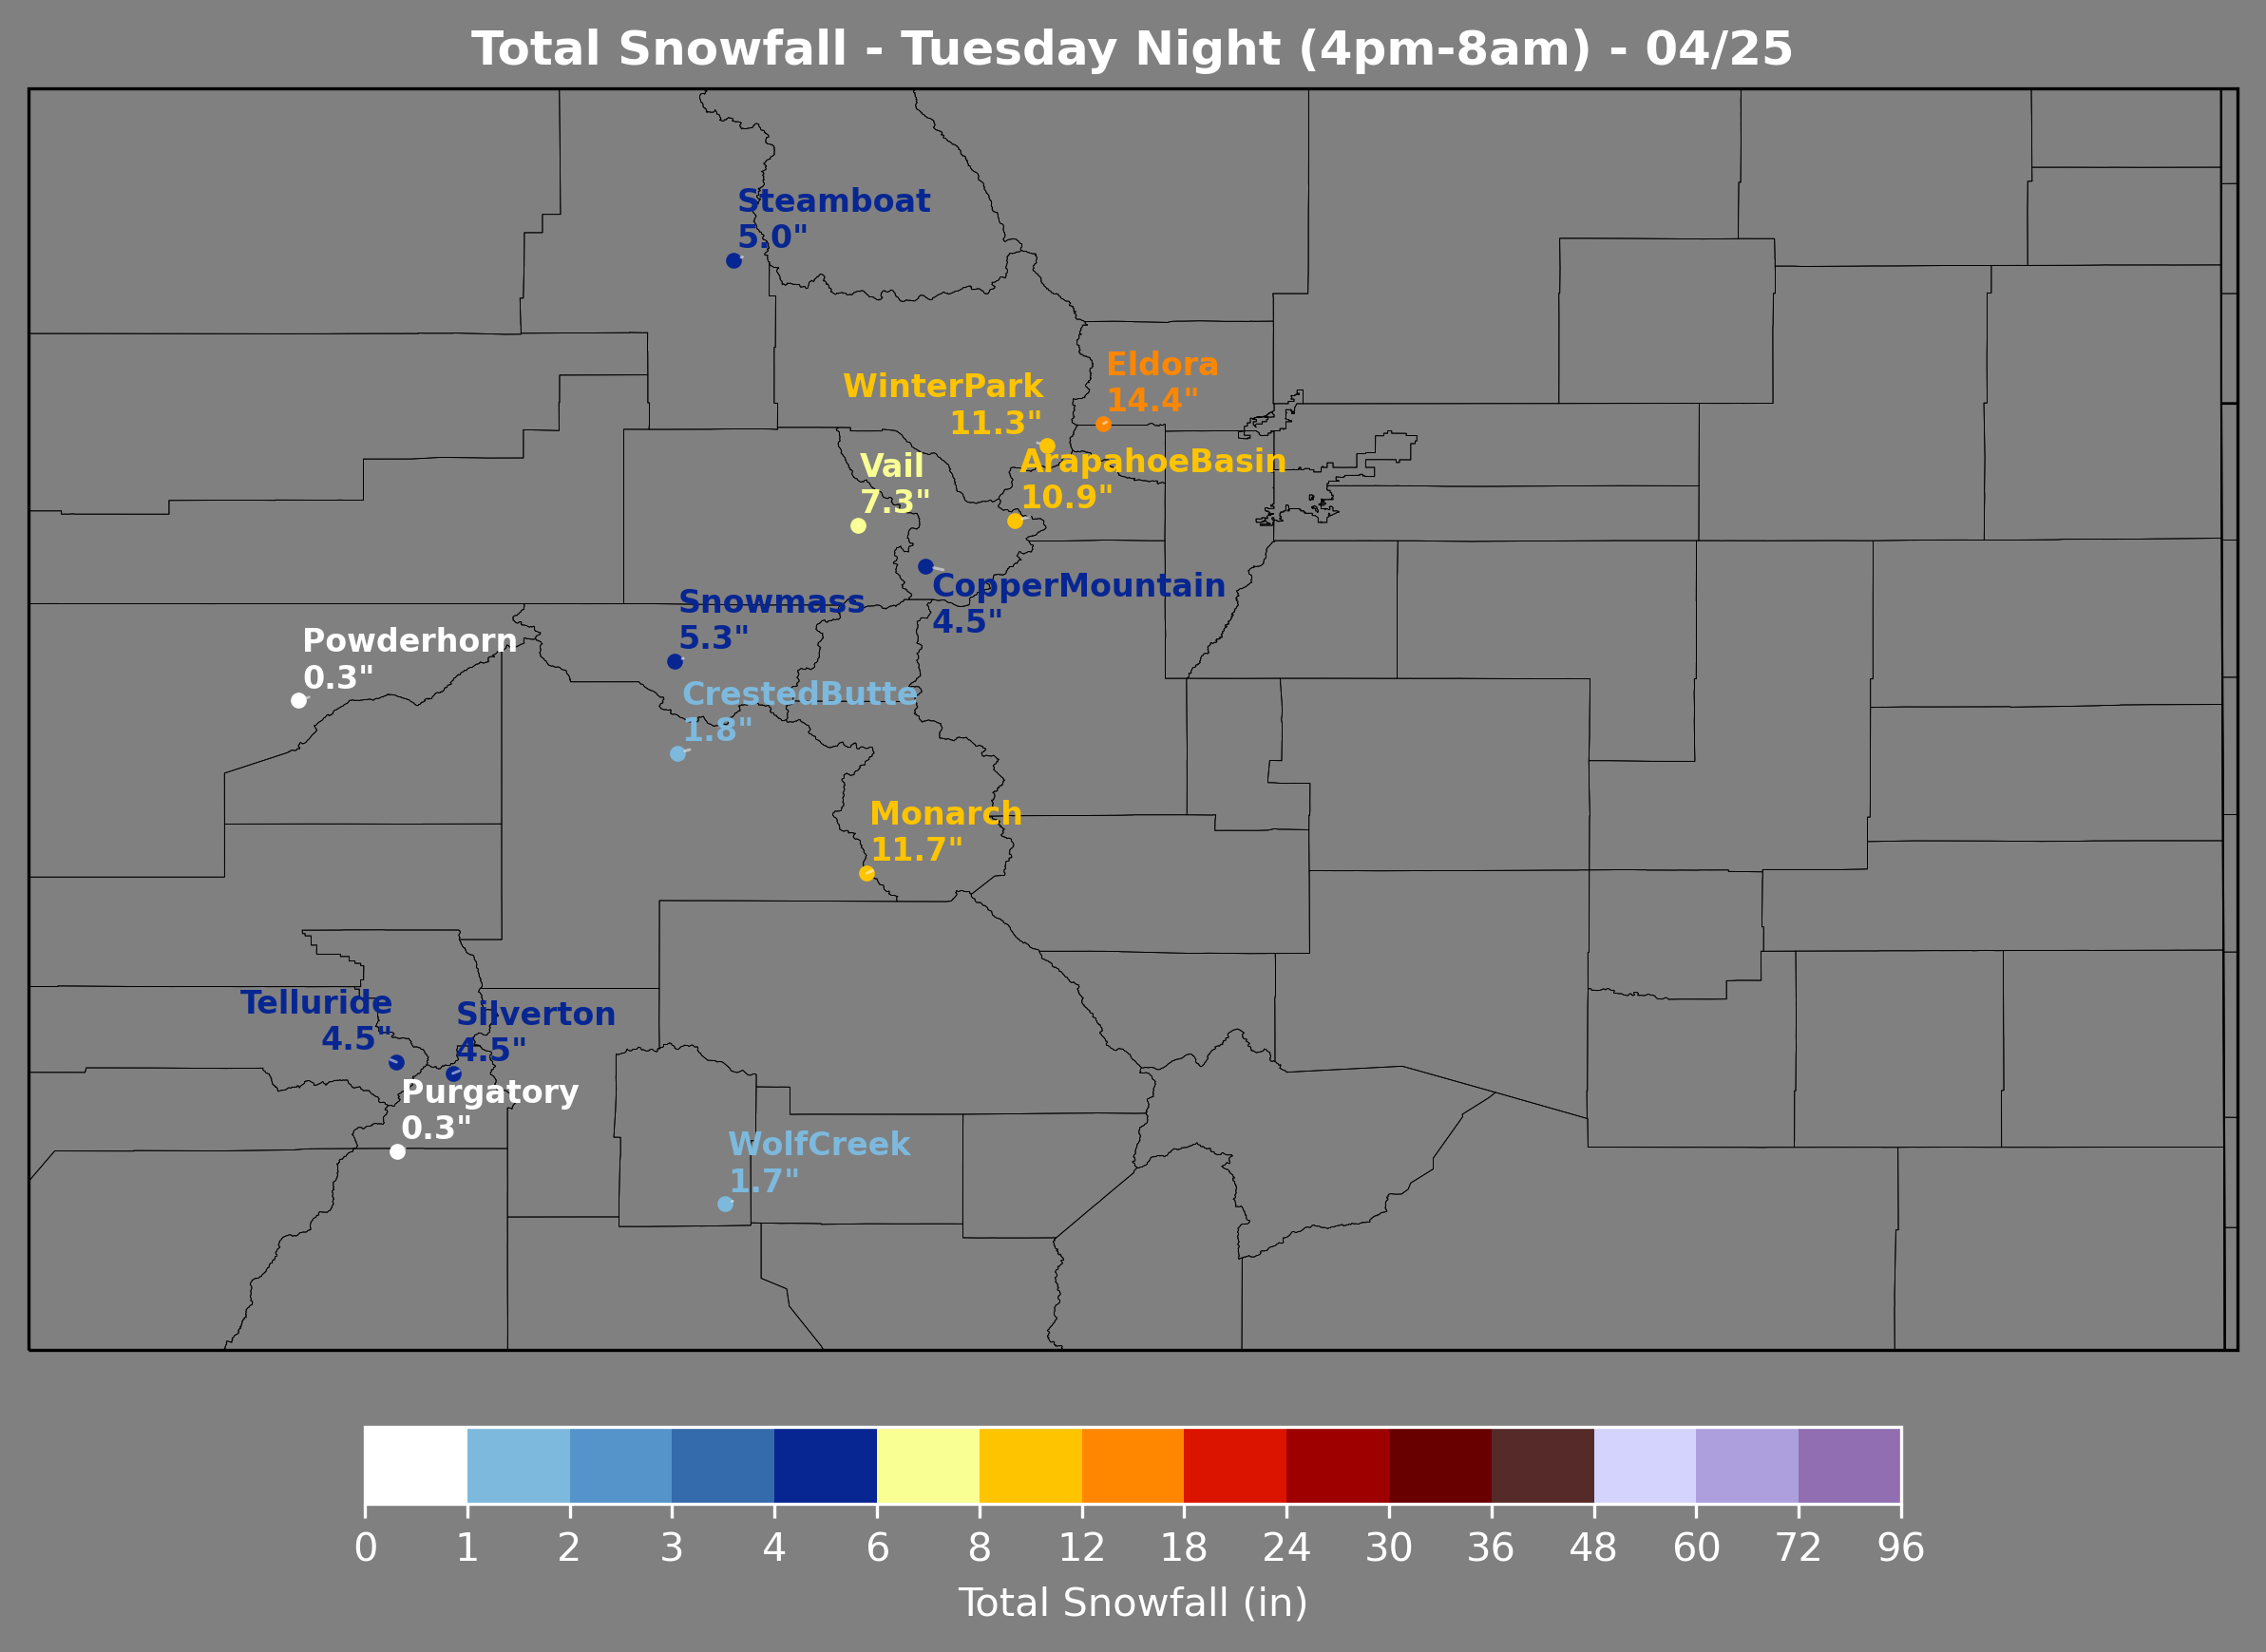 Total Snowfall - Tuesday Night (4pm-8am) - 04/25
Steamboat
5.0"
Eldora
14.4"
WinterPark
11.3"
ArapahoeBasin
10.9"
Vail
7.3"
CopperMountain
4.5"
Snowmass
5.3"
Powderhorn
0.3"
CrestedButte
1.8"
Monarch
11.7"
Telluride
4.5"
Silverton
4.5"
Purgatory
0.3"
WolfCreek
1.7"
0 1 2 3 4 6 8 12 18 24 30 36 48 60 72 96
Total Snowfall (in)